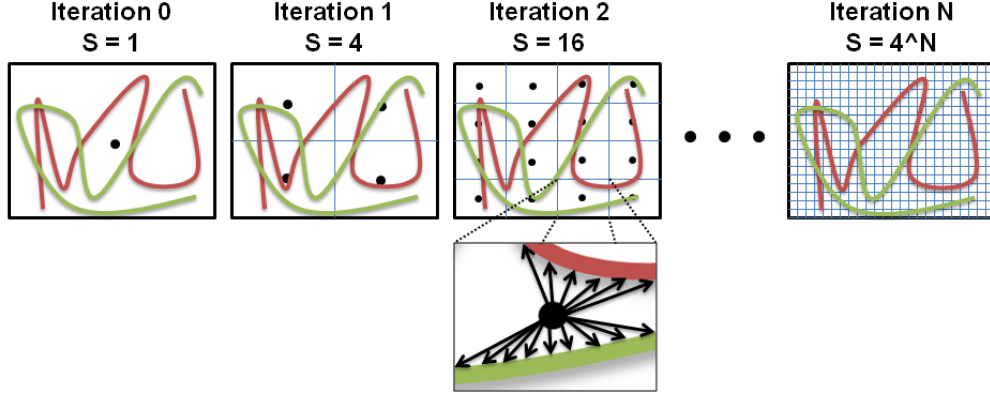 Iteration 0
S = 1
Iteration 1
S = 4
Iteration 2
S = 16
Iteration N
S = 4^N